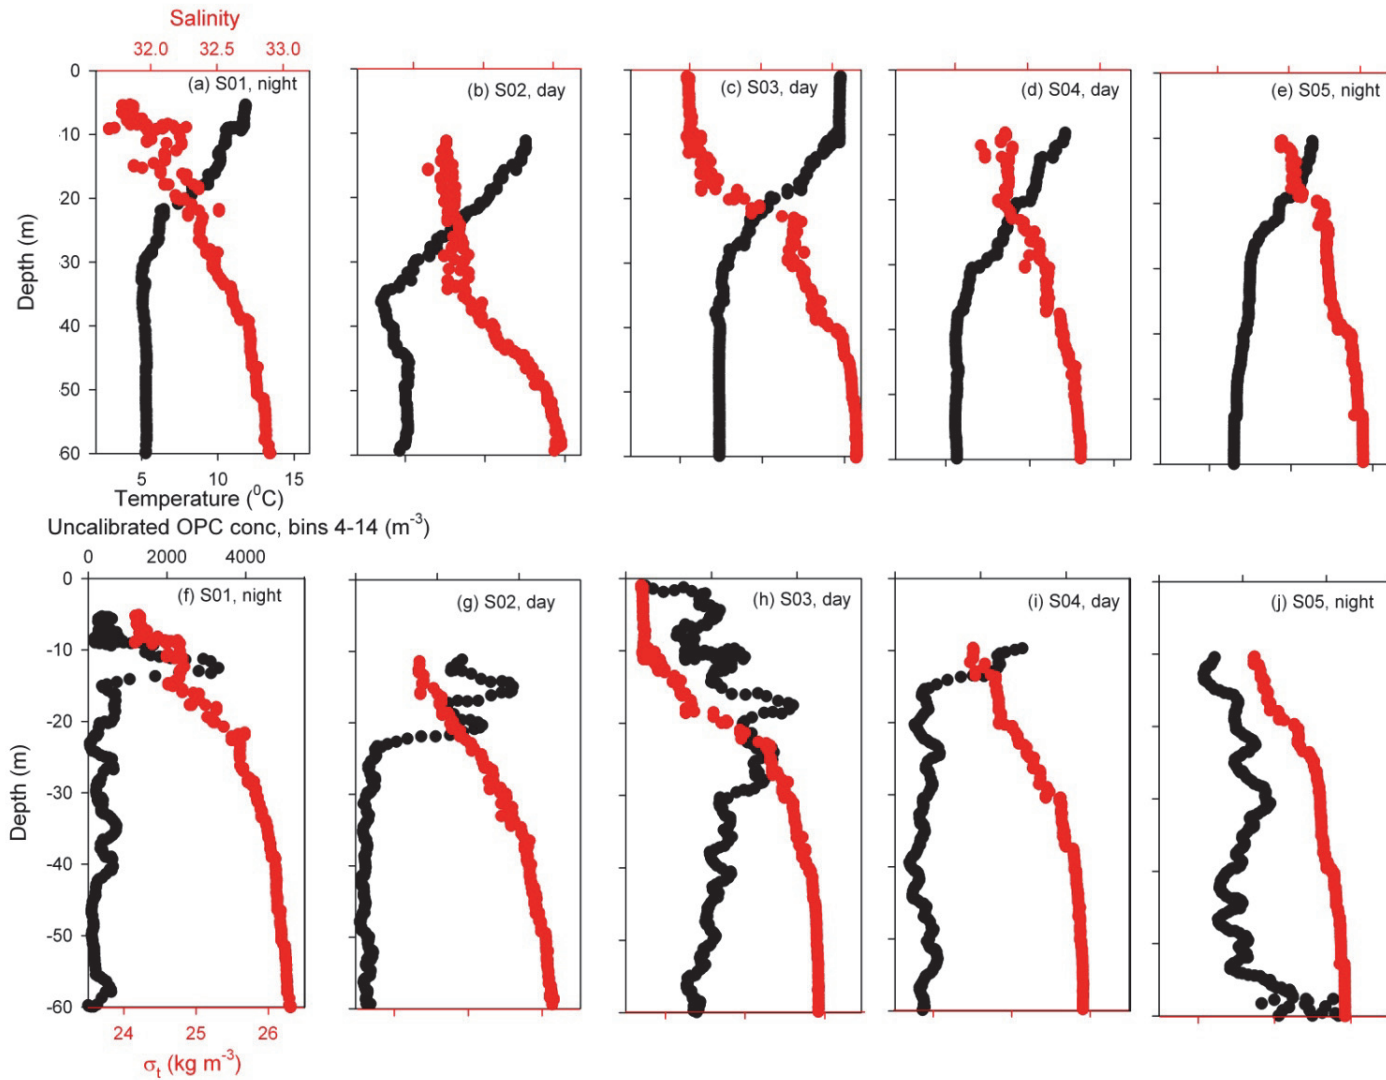 Salinity
32.0 32.5 33.0
0
(a) S01, night
(b) S02, day
(c) S03, day
(d) S04, day
(e) S05, night
-10
20
30
40
50
60
Depth (m)
5 10 15
Temperature (⁰C)
Uncalibrated OPC conc, bins 4-14 (m⁻³)
0 2000 4000
0
(f) S01, night
(g) S02, day
(h) S03, day
(i) S04, day
(j) S05, night
-10
-20
-30
-40
-50
-60
Depth (m)
24 25 26
σt (kg m⁻³)